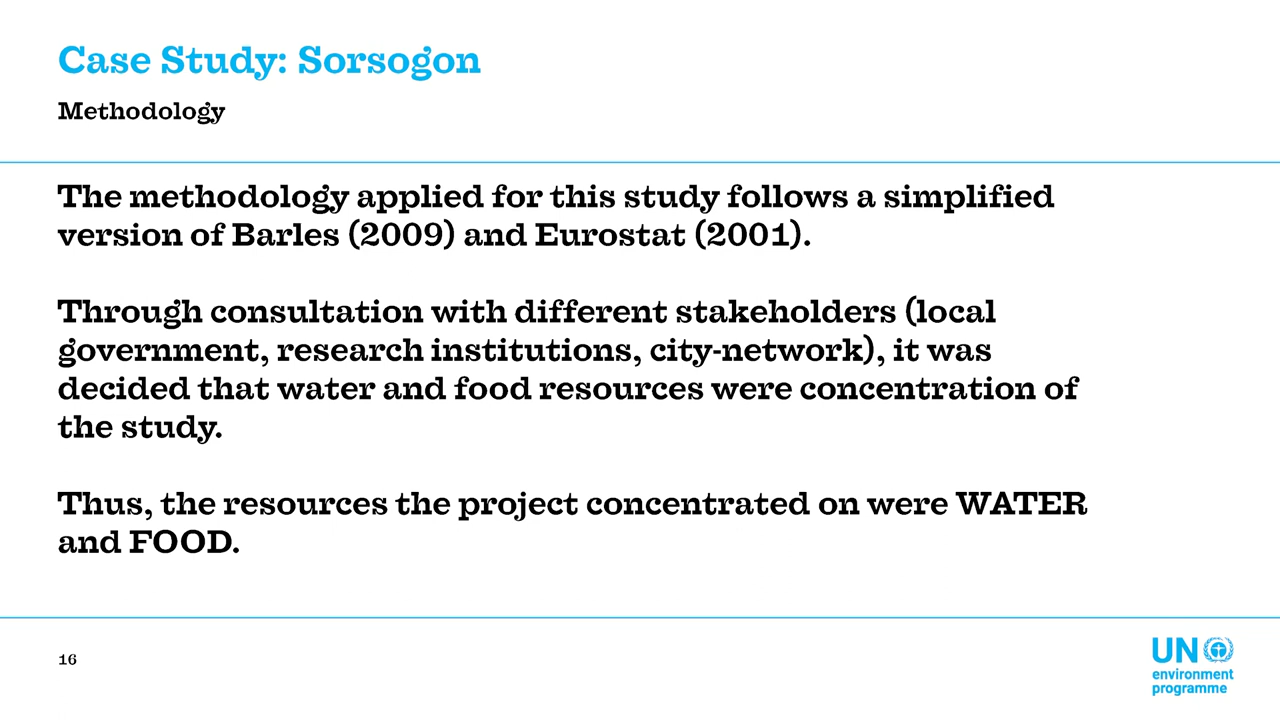 Case Study: Sorsogon
Methodology
The methodology applied for this study follows a simplified
version of Barles (2009) and Eurostat (2001).
Through consultation with different stakeholders (local
government, research institutions, city-network), it was
decided that water and food resources were concentration of
the study.
Thus, the resources the project concentrated on were WATER
and FOOD.
16
UN
environment
programme